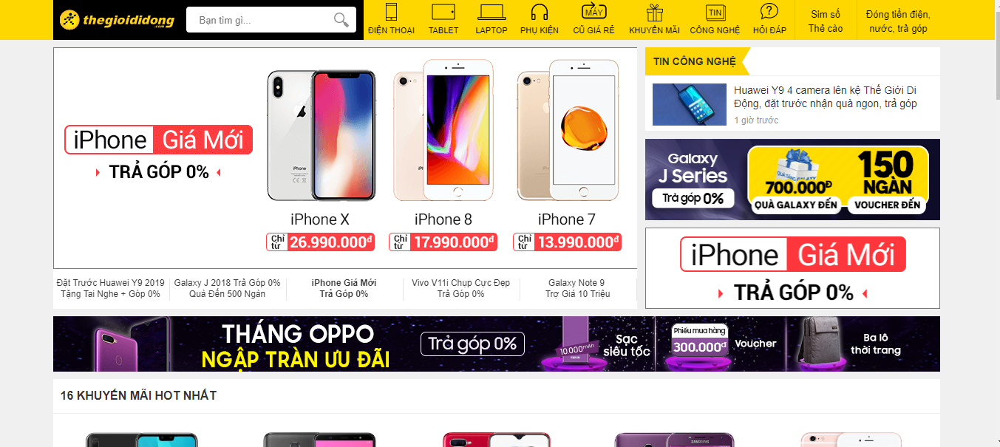 thegioididong
.com
Bạn tìm gì...
ĐIỆN THOẠI
TABLET
LAPTOP
PHỤ KIỆN
MÁY
CŨ GIÁ RẺ
KHUYẾN MÃI
TIN
CÔNG NGHỆ
HỎI ĐÁP
Sim số
Thẻ cào
Đóng tiền điện,
nước, trả góp
iPhone Giá Mới
TRẢ GÓP 0%
iPhone
iPhone X
Chỉ từ 26.990.000đ
iPhone 8
Chỉ từ 17.990.000đ
iPhone 7
Chỉ từ 13.990.000đ
Đặt Trước Huawei Y9 2019
Tặng Tai Nghe + Góp 0%
Galaxy J 2018 Trả Góp 0%
Quà Đến 500 Ngàn
iPhone Giá Mới
Trả Góp 0%
Vivo V11i Chụp Cực Đẹp
Trả Góp 0%
Galaxy Note 9
Trợ Giá 10 Triệu
TIN CÔNG NGHỆ
Huawei Y9 4 camera lên kệ Thế Giới Di
Động, đặt trước nhận quà ngon, trả góp
1 giờ trước
Galaxy
J Series
Trả góp 0%
QUÀ TẶNG GALAXY
700.000Đ
QUÀ GALAXY ĐẾN
150
NGÀN
VOUCHER ĐẾN
iPhone Giá Mới
TRẢ GÓP 0%
THÁNG OPPO
NGẬP TRÀN ƯU ĐÃI
Trả góp 0%
10.000mAh
Sạc
siêu tốc
Phiếu mua hàng
300.000đ
Voucher
Ba lô
thời trang
16 KHUYẾN MÃI HOT NHẤT
SAMSUNG